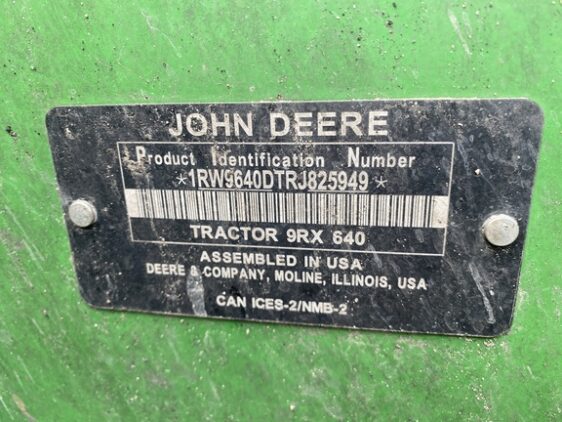 JOHN DEERE
Product Identification Number
*1RW9640DTRJ825949*
TRACTOR 9RX 640
ASSEMBLED IN USA
DEERE & COMPANY, MOLINE, ILLINOIS, USA
CAN ICES-2/NMB-2